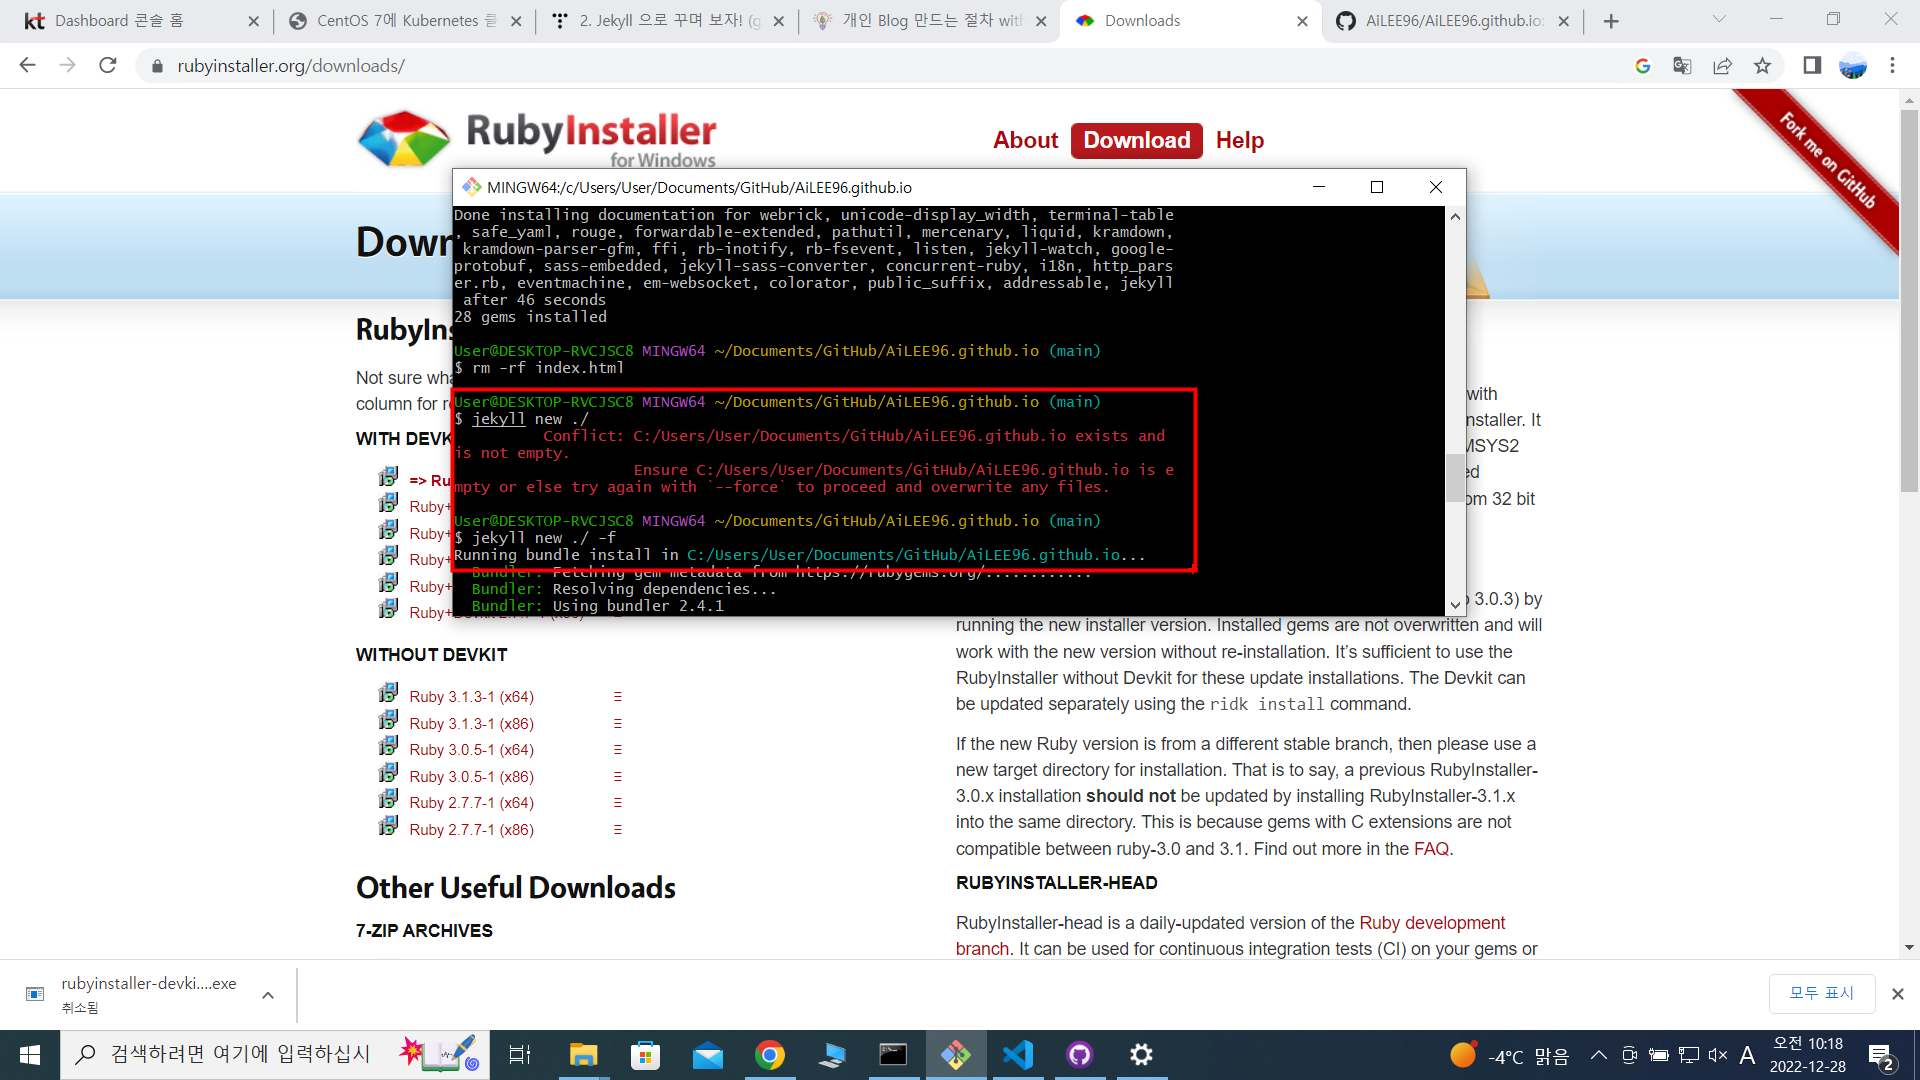 kt Dashboard 콘솔 홈
CentOS 7에 Kubernetes 클
2. Jekyll 으로 꾸며 보자! (g
개인 Blog 만드는 절차 with
Downloads
AiLEE96/AiLEE96.github.io:
rubyinstaller.org/downloads/
RubyInstaller
for Windows
About
Download
Help
Fork me on GitHub
MINGW64:/c/Users/User/Documents/GitHub/AiLEE96.github.io
Done installing documentation for webrick, unicode-display_width, terminal-table
, safe_yaml, rouge, forwardable-extended, pathutil, mercenary, liquid, kramdown,
kramdown-parser-gfm, ffi, rb-inotify, rb-fsevent, listen, jekyll-watch, google-
protobuf, sass-embedded, jekyll-sass-converter, concurrent-ruby, i18n, http_pars
er.rb, eventmachine, em-websocket, colorator, public_suffix, addressable, jekyll
after 46 seconds
28 gems installed
User@DESKTOP-RVCJSC8 MINGW64 ~/Documents/GitHub/AiLEE96.github.io (main)
$ rm -rf index.html
User@DESKTOP-RVCJSC8 MINGW64 ~/Documents/GitHub/AiLEE96.github.io (main)
$ jekyll new ./
Conflict: C:/Users/User/Documents/GitHub/AiLEE96.github.io exists and
is not empty.
Ensure C:/Users/User/Documents/GitHub/AiLEE96.github.io is e
mpty or else try again with `--force` to proceed and overwrite any files.
User@DESKTOP-RVCJSC8 MINGW64 ~/Documents/GitHub/AiLEE96.github.io (main)
$ jekyll new ./ -f
Running bundle install in C:/Users/User/Documents/GitHub/AiLEE96.github.io...
Bundler: Fetching gem metadata from https://rubygems.org/............
Bundler: Resolving dependencies...
Bundler: Using bundler 2.4.1
Down
RubyIns
Not sure wha
column for re
WITH DEVK
=> Ru
Ruby+
Ruby+
Ruby+
Ruby+
WITHOUT DEVKIT
Ruby 3.1.3-1 (x64)
Ruby 3.1.3-1 (x86)
Ruby 3.0.5-1 (x64)
Ruby 3.0.5-1 (x86)
Ruby 2.7.7-1 (x64)
Ruby 2.7.7-1 (x86)
Other Useful Downloads
7-ZIP ARCHIVES
with
nstaller. It
MSYS2
ed
om 32 bit
o 3.0.3) by
running the new installer version. Installed gems are not overwritten and will
work with the new version without re-installation. It's sufficient to use the
RubyInstaller without Devkit for these update installations. The Devkit can
be updated separately using the ridk install command.
If the new Ruby version is from a different stable branch, then please use a
new target directory for installation. That is to say, a previous RubyInstaller-
3.0.x installation should not be updated by installing RubyInstaller-3.1.x
into the same directory. This is because gems with C extensions are not
compatible between ruby-3.0 and 3.1. Find out more in the FAQ.
RUBYINSTALLER-HEAD
RubyInstaller-head is a daily-updated version of the Ruby development
branch. It can be used for continuous integration tests (CI) on your gems or
rubyinstaller-devki....exe
취소됨
모두 표시
검색하려면 여기에 입력하십시
-4°C 맑음
A
오전 10:18
2022-12-28
2